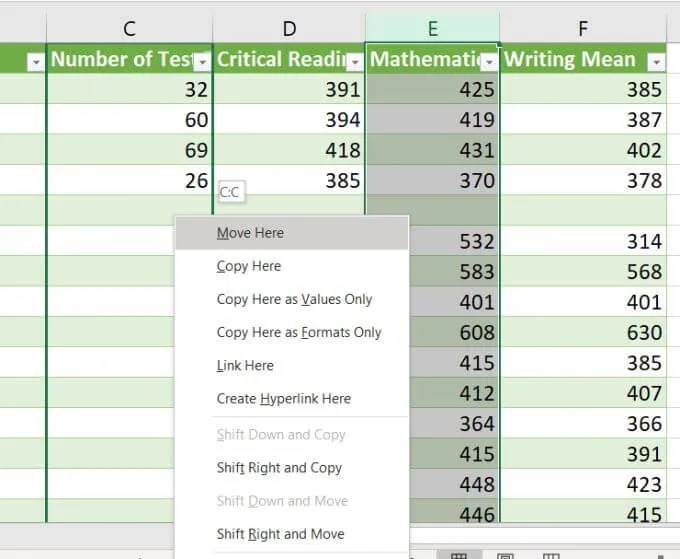 C D E F
Number of Test Critical Readin Mathematic Writing Mean
32 391 425 385
60 394 419 387
69 418 431 402
26 385 370 378
C:C
Move Here
532 314
Copy Here
583 568
Copy Here as Values Only
401 401
Copy Here as Formats Only
608 630
Link Here
415 385
Create Hyperlink Here
412 407
364 366
Shift Down and Copy
415 391
Shift Right and Copy
448 423
Shift Down and Move
446 415
Shift Right and Move